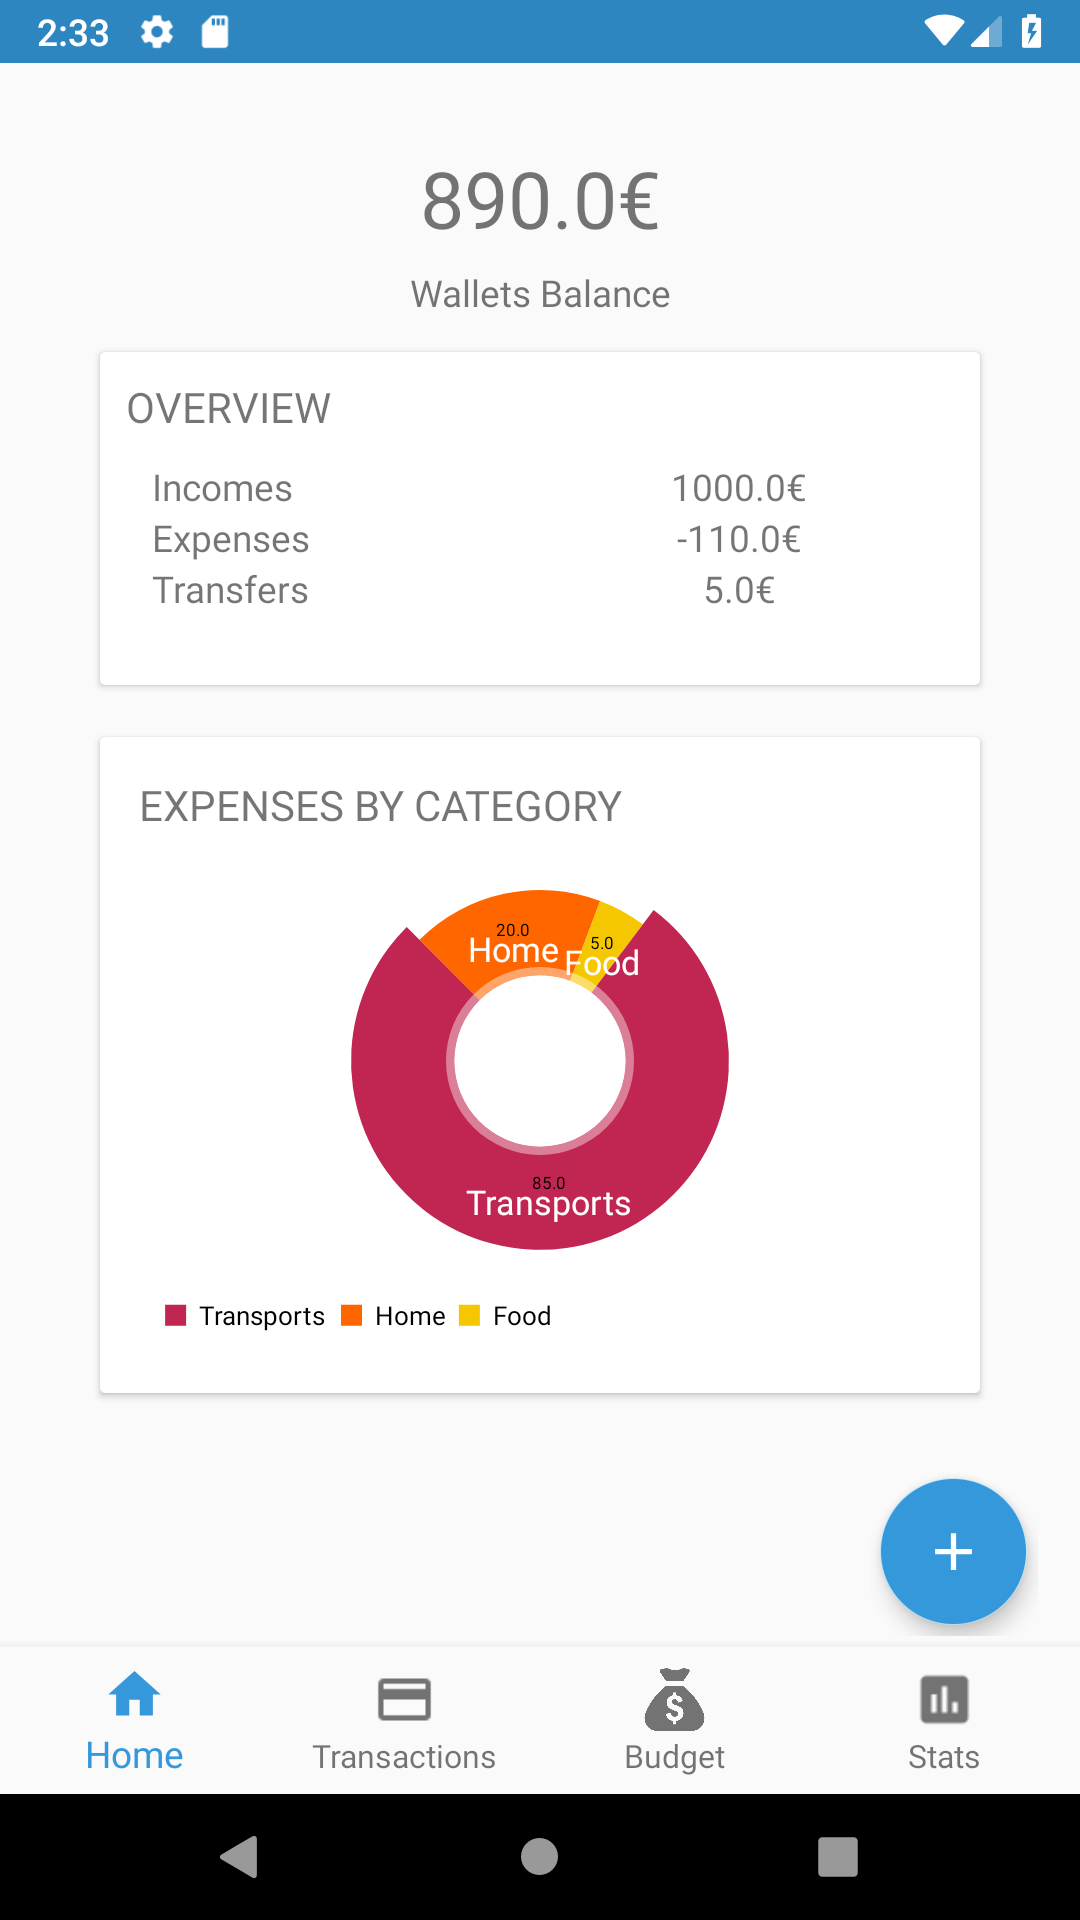 2:33
890.0€
Wallets Balance
OVERVIEW
Incomes 1000.0€
Expenses -110.0€
Transfers 5.0€
EXPENSES BY CATEGORY
20.0
Home
5.0
Food
85.0
Transports
Transports Home Food
Home Transactions Budget Stats